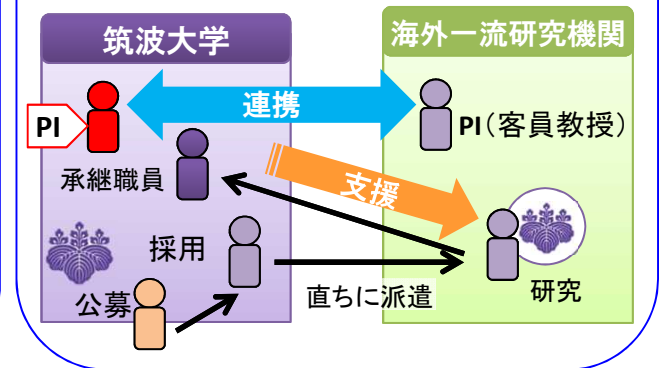 筑波大学
海外一流研究機関
連携
PI
PI(客員教授)
承継職員
支援
採用
公募
直ちに派遣
研究